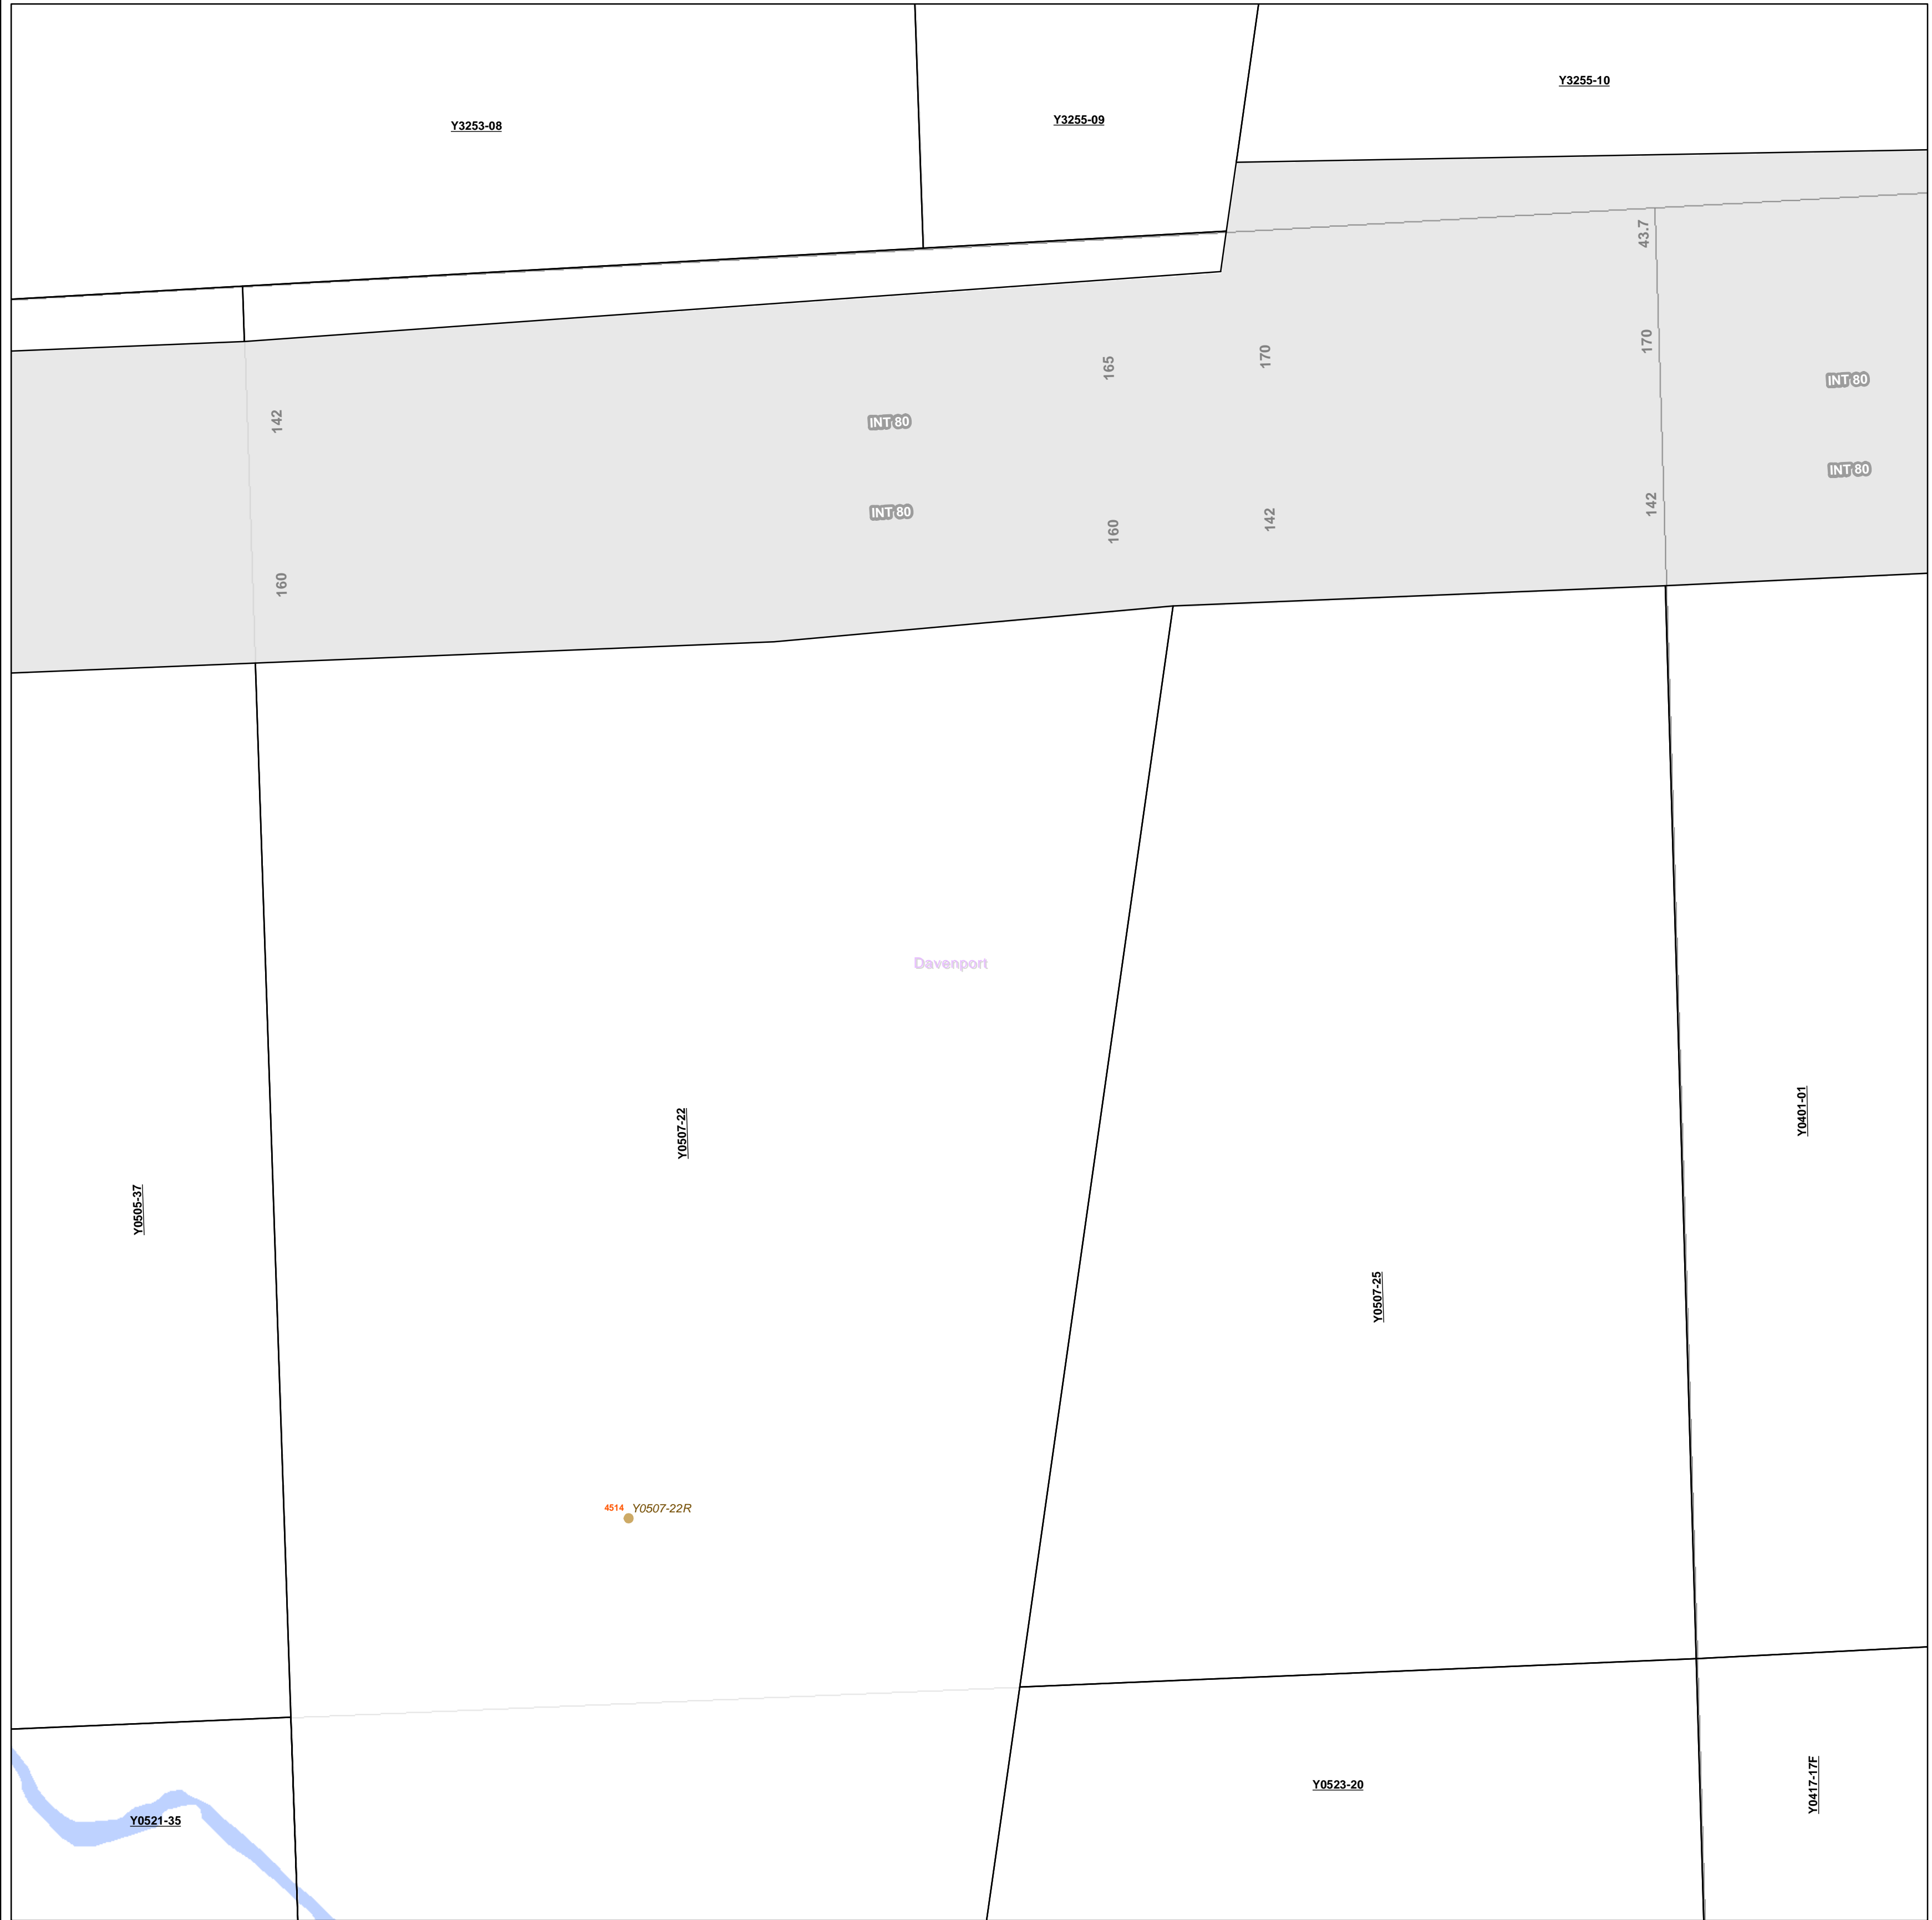 Y3255-10
Y3255-09
Y3253-08
43.7
170
165
170
INT 80
142
INT 80
INT 80
INT 80
142
142
160
160
Davenport
Y0401-01
Y0507-22
Y0505-37
Y0507-25
4514 Y0507-22R
Y0523-20
Y0417-17F
Y0521-35